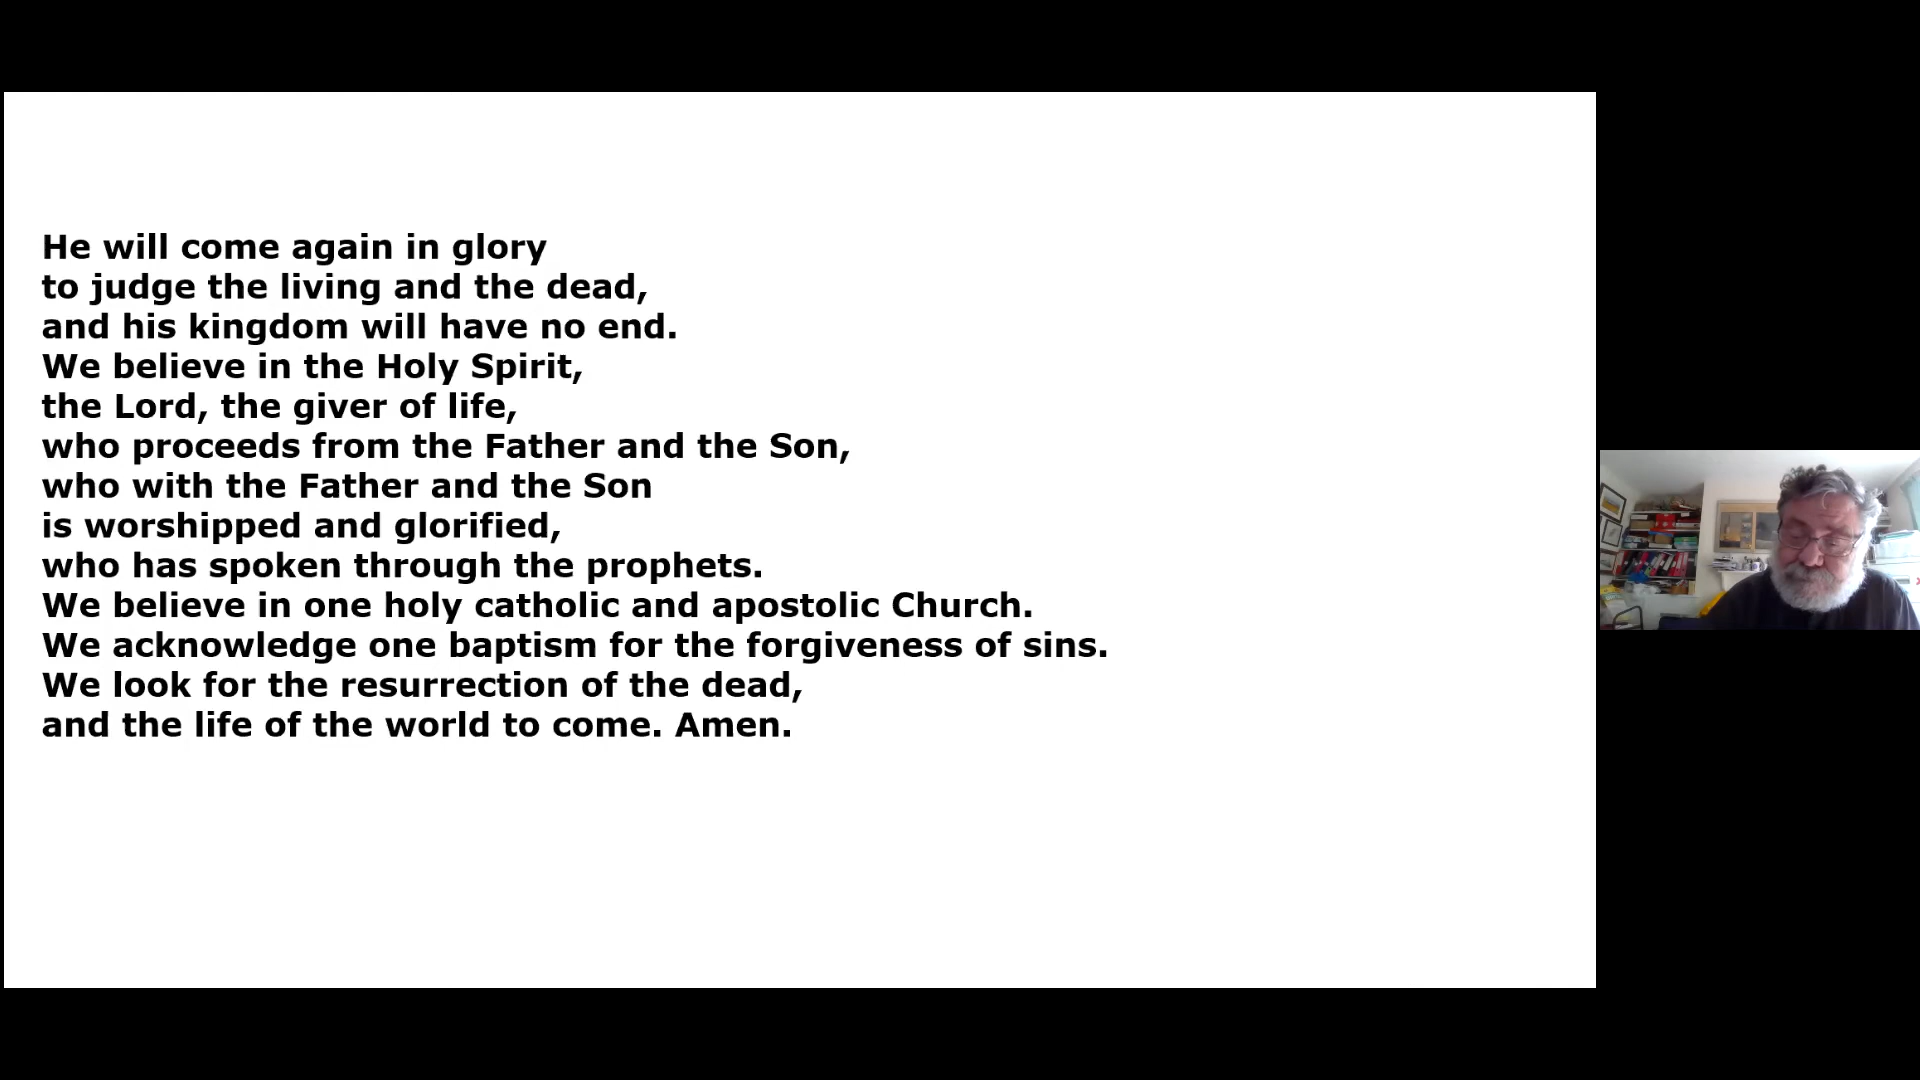 He will come again in glory
to judge the living and the dead,
and his kingdom will have no end.
We believe in the Holy Spirit,
the Lord, the giver of life,
who proceeds from the Father and the Son,
who with the Father and the Son
is worshipped and glorified,
who has spoken through the prophets.
We believe in one holy catholic and apostolic Church.
We acknowledge one baptism for the forgiveness of sins.
We look for the resurrection of the dead,
and the life of the world to come. Amen.